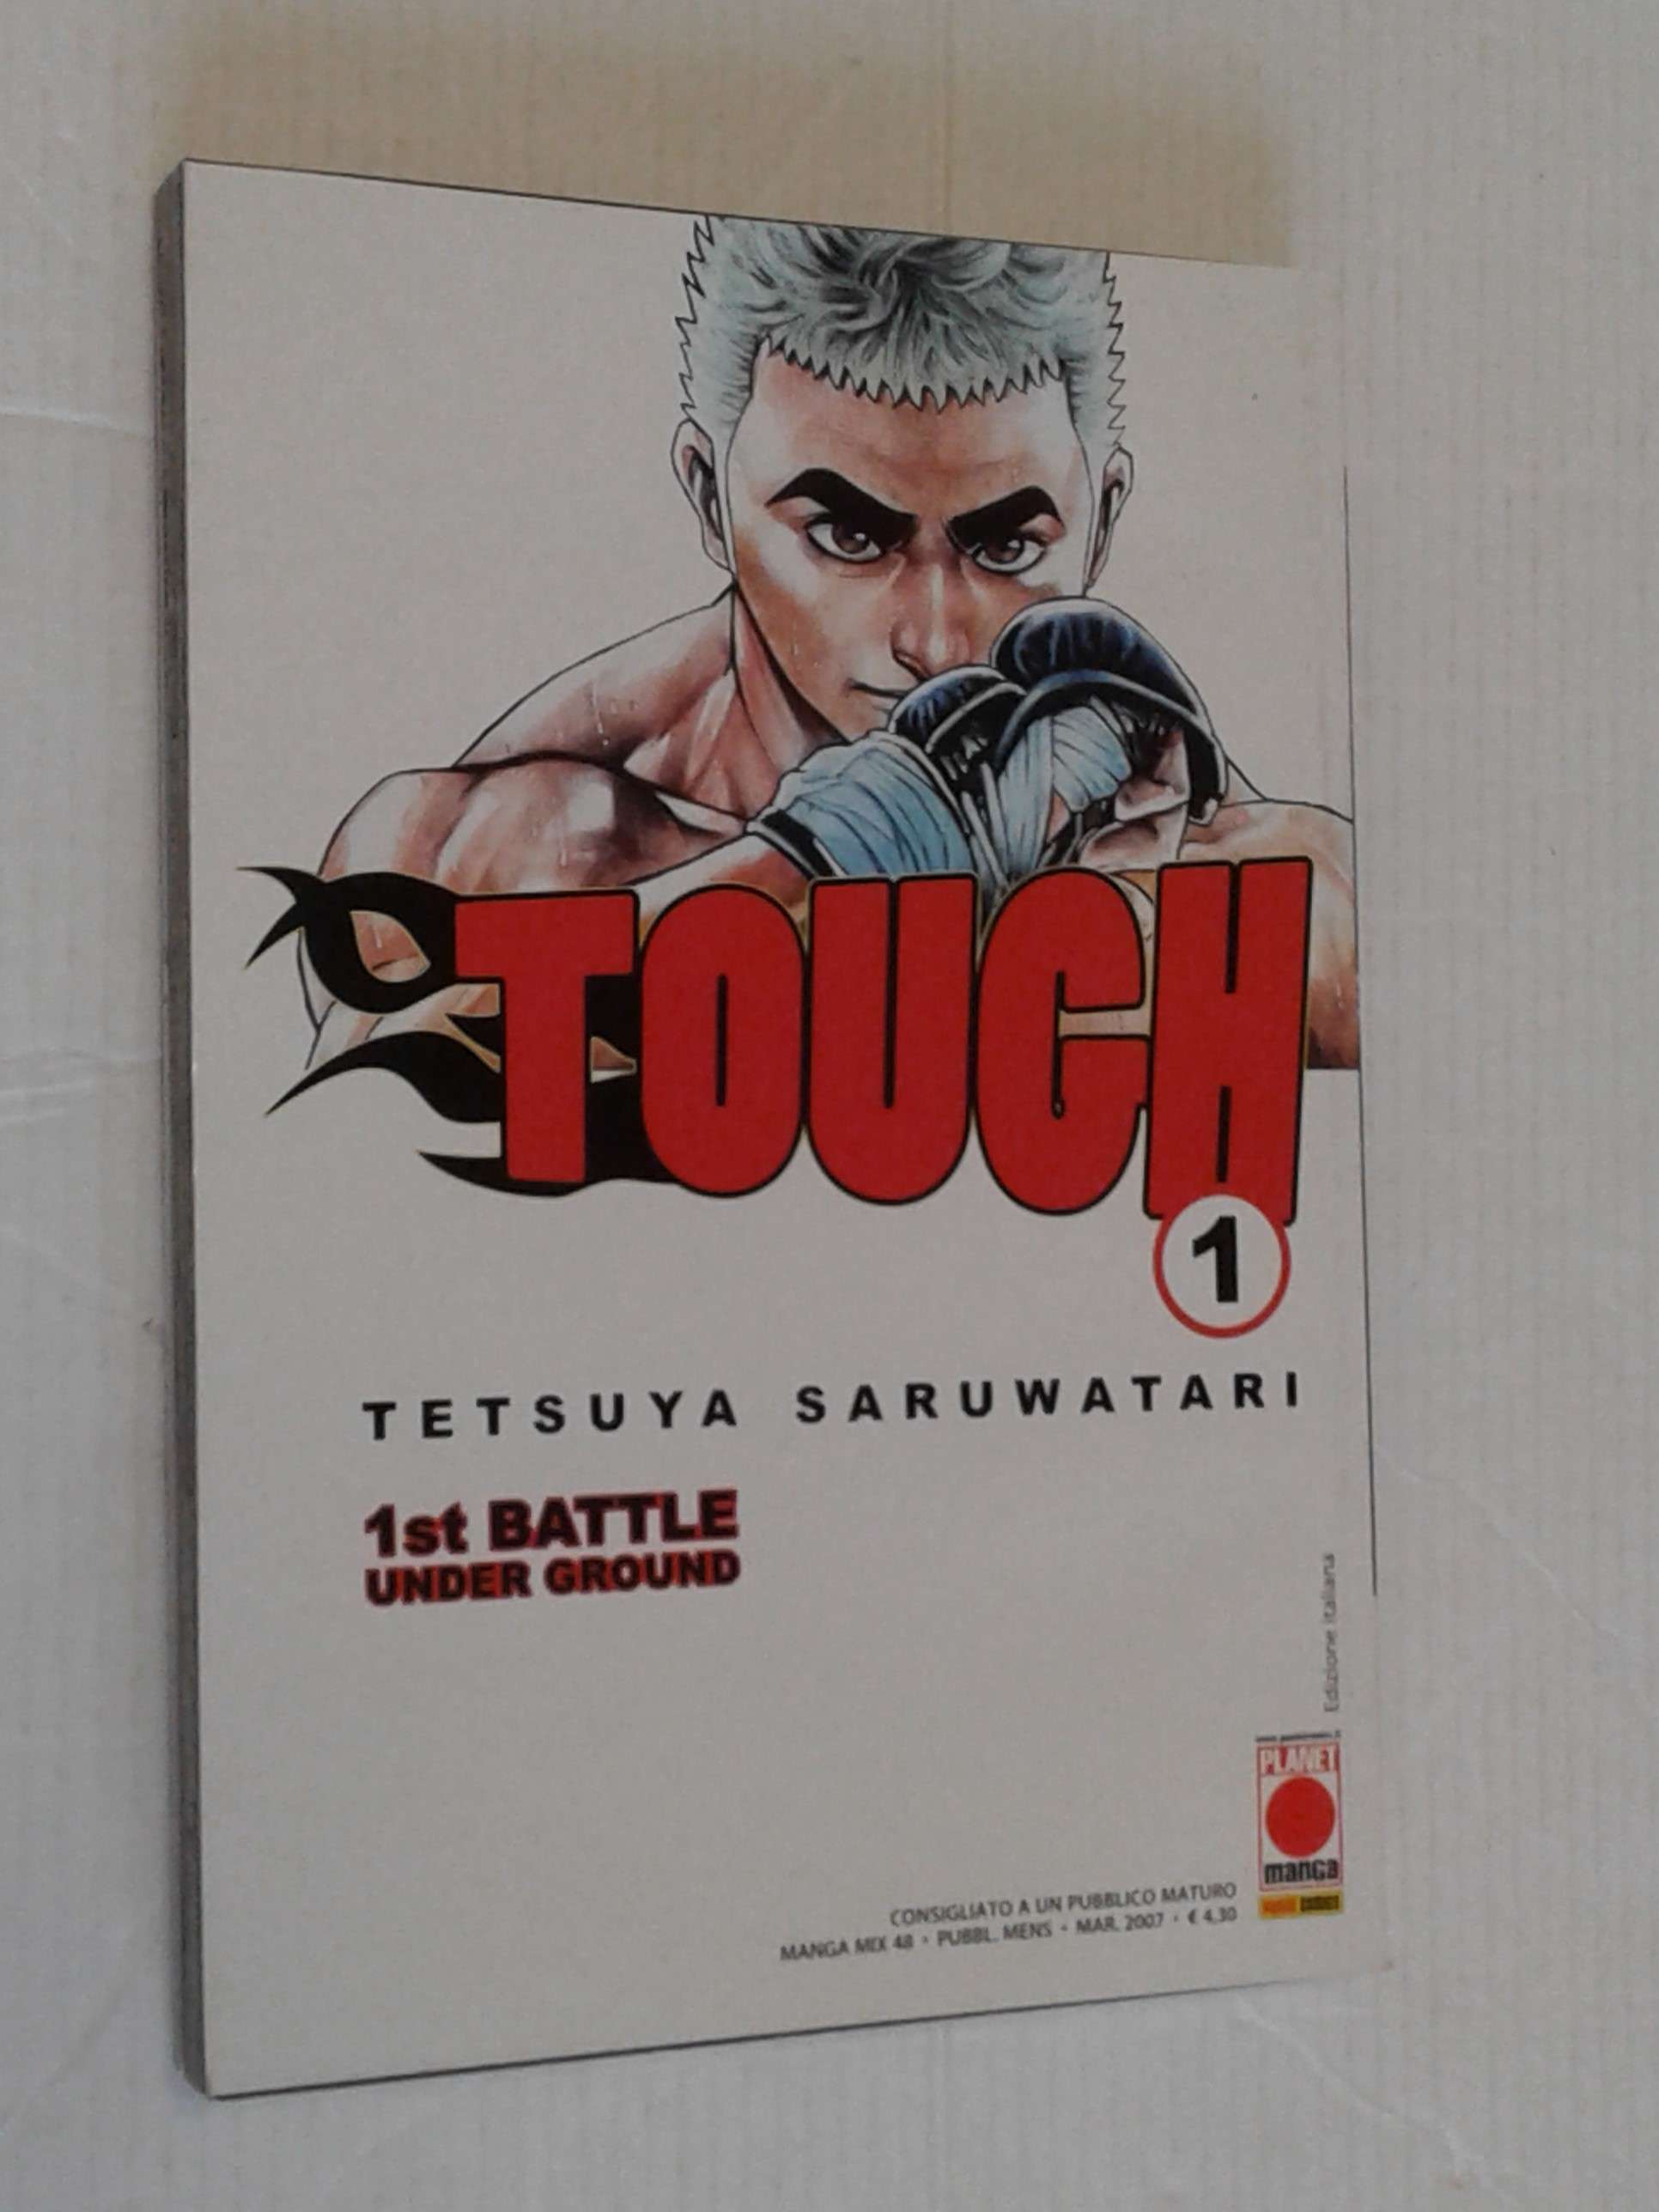 TOUGH
1
TETSUYA SARUWATARI
1st BATTLE
UNDER GROUND
Edizione italiana
PLANET
manga
CONSIGLIATO A UN PUBBLICO MATURO
MANGA MIX 48 • PUBBL. MENS • MAR. 2007 • € 4,30